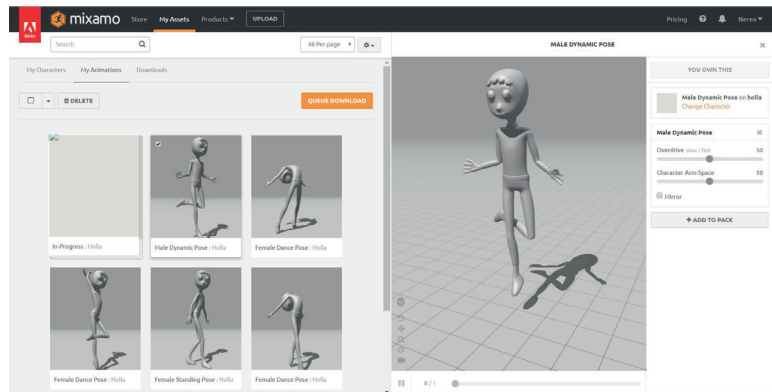 mixamo Store My Assets Products UPLOAD Pricing Nerea
Adobe
Search 48 Per page
MALE DYNAMIC POSE
My Characters My Animations Downloads
DELETE QUEUE DOWNLOAD
In-Progress : Holla
Male Dynamic Pose : Holla
Female Dance Pose : Holla
Female Dance Pose : Holla
Female Standing Pose : Holla
Female Dance Pose : Holla
0 / 1
YOU OWN THIS
Male Dynamic Pose on holla
Change Character
Male Dynamic Pose
Overdrive slow / fast 50
Character Arm-Space 50
Mirror
+ ADD TO PACK